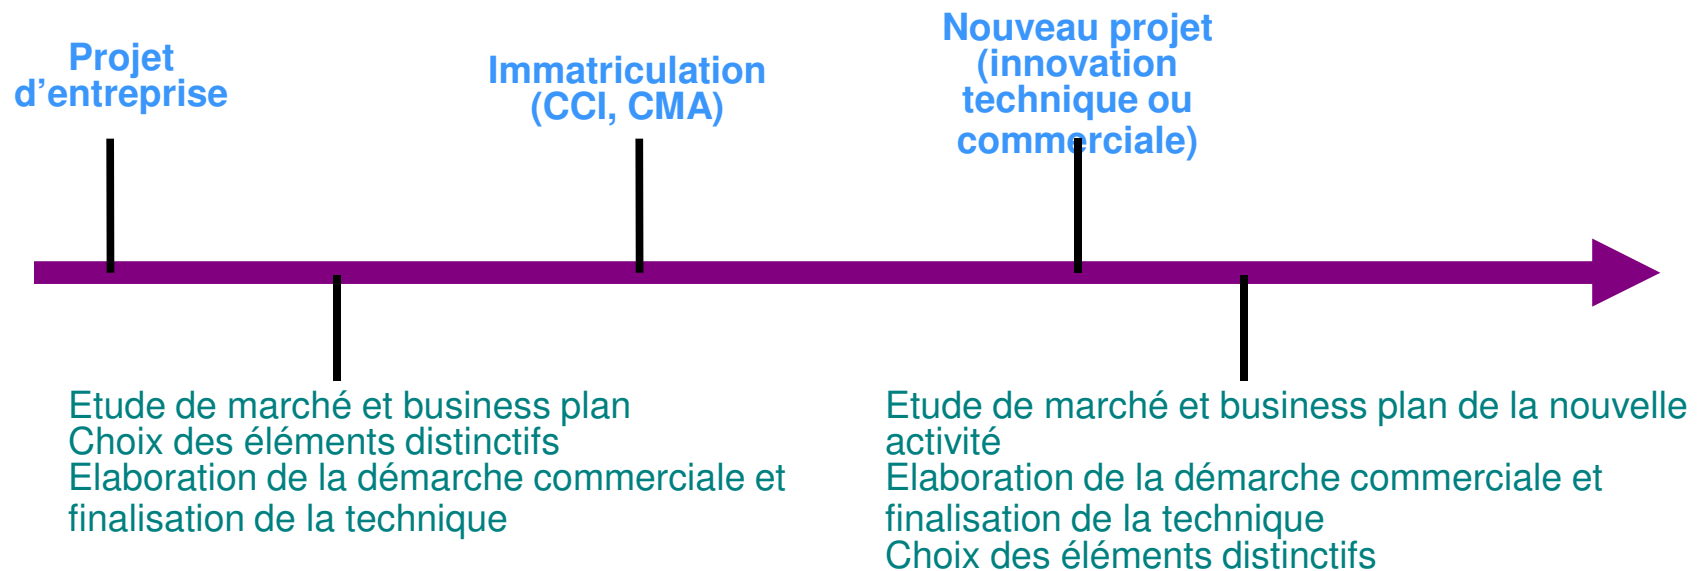 Projet
d’entreprise
Immatriculation
(CCI, CMA)
Nouveau projet
(innovation
technique ou
commerciale)
Etude de marché et business plan
Choix des éléments distinctifs
Elaboration de la démarche commerciale et
finalisation de la technique
Etude de marché et business plan de la nouvelle
activité
Elaboration de la démarche commerciale et
finalisation de la technique
Choix des éléments distinctifs